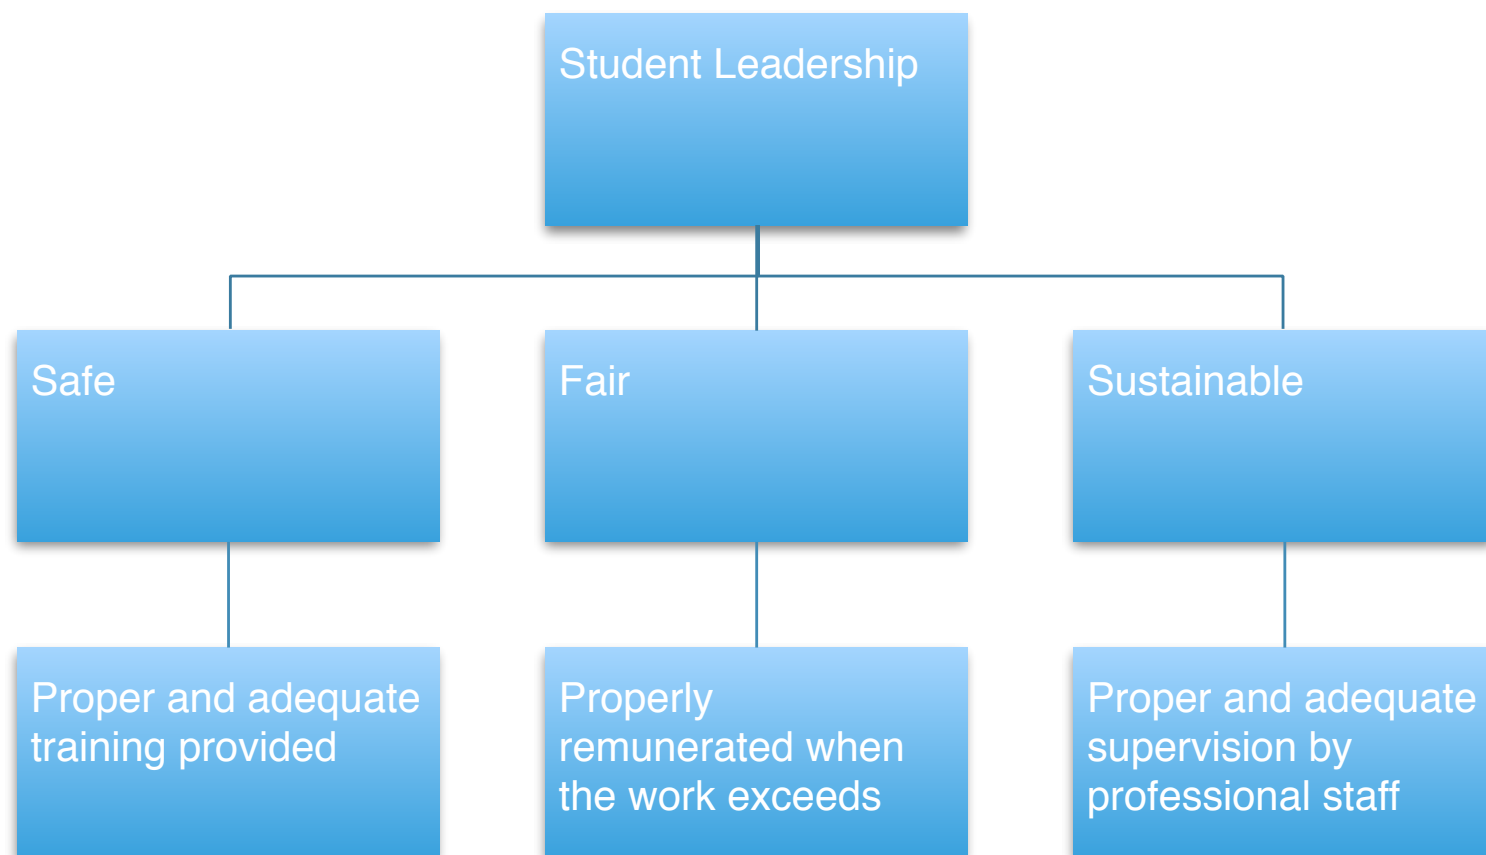 Student Leadership
Safe
Fair
Sustainable
Proper and adequate
training provided
Properly
remunerated when
the work exceeds
Proper and adequate
supervision by
professional staff